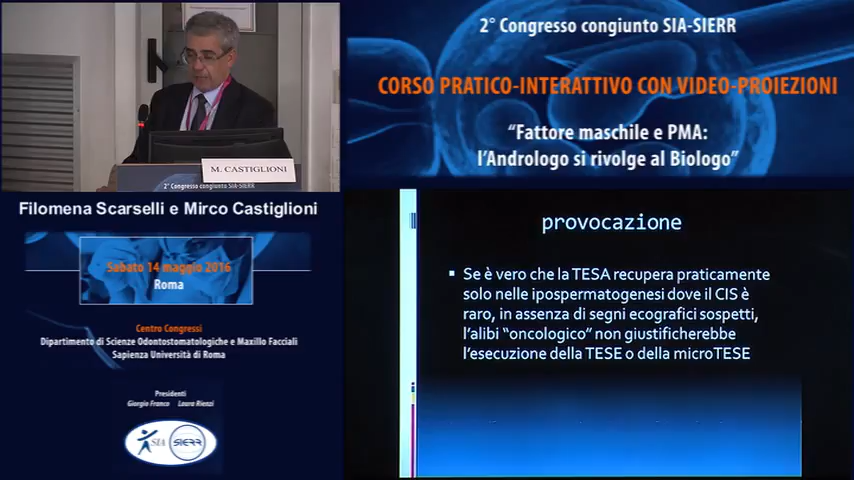 M. CASTIGLIONI
2° Congresso congiunto SIA-SIERR
Filomena Scarselli e Mirco Castiglioni
Sabato 14 maggio 2016
Roma
Centro Congressi
Dipartimento di Scienze Odontostomatologiche e Maxillo Facciali
Sapienza Università di Roma
Presidenti
Giorgio Franco Laura Rienzi
SIA SIERR
2° Congresso congiunto SIA-SIERR
CORSO PRATICO-INTERATTIVO CON VIDEO-PROIEZIONI
“Fattore maschile e PMA:
l’Andrologo si rivolge al Biologo”
provocazione
▪ Se è vero che la TESA recupera praticamente
solo nelle ipospermatogenesi dove il CIS è
raro, in assenza di segni ecografici sospetti,
l’alibi “oncologico” non giustificherebbe
l’esecuzione della TESE o della microTESE